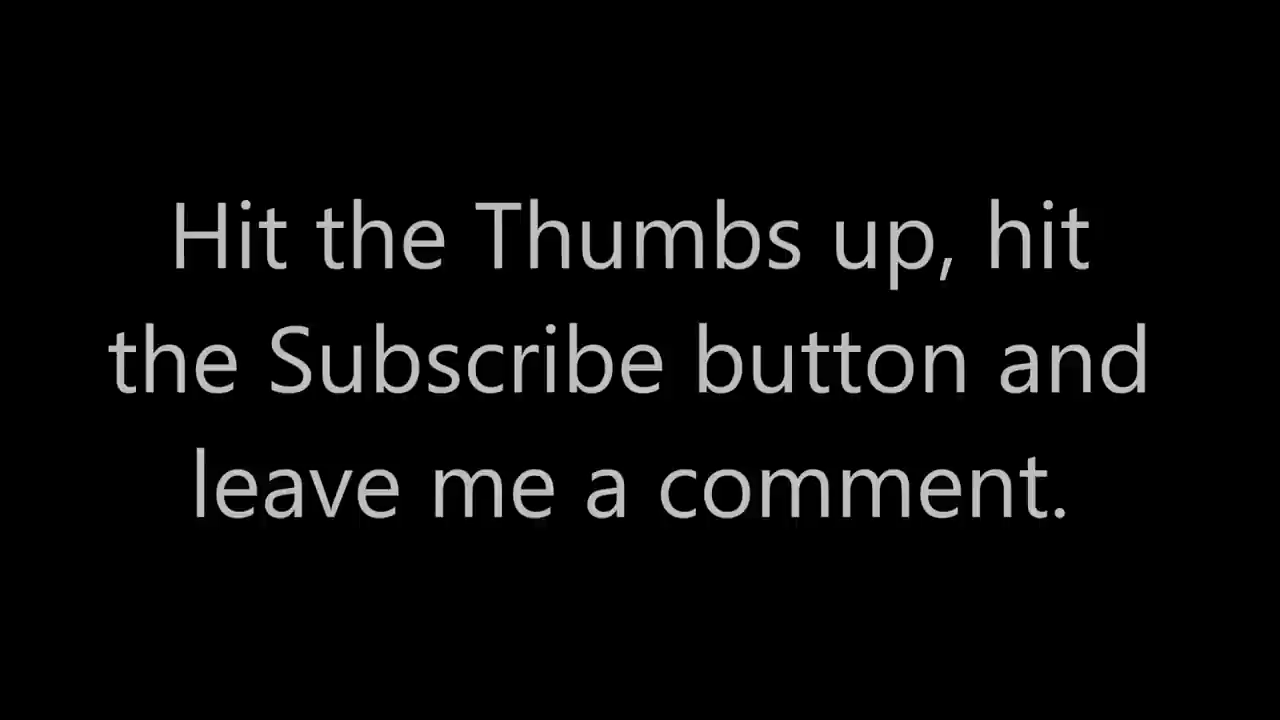 Hit the Thumbs up, hit
the Subscribe button and
leave me a comment.